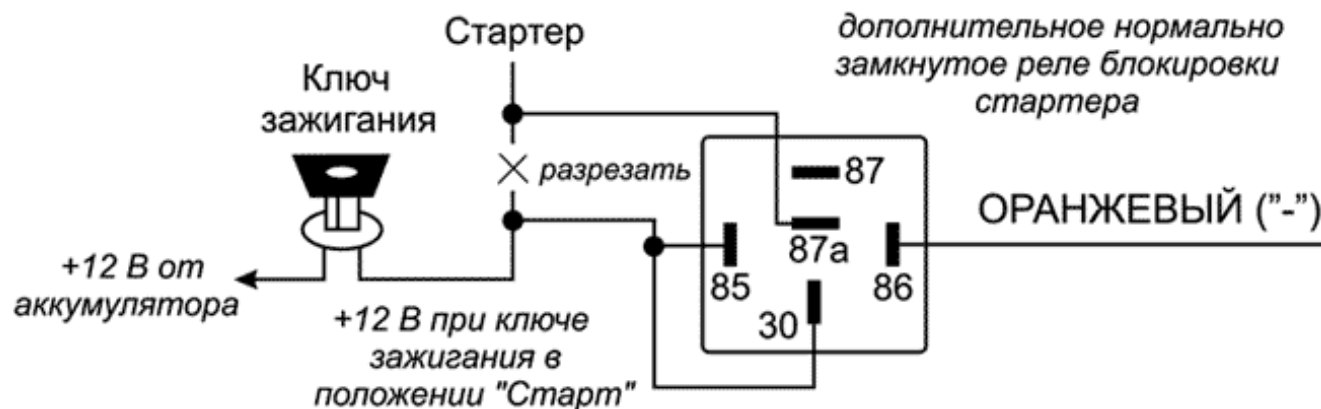 Стартер
Ключ
зажигания
дополнительное нормально
замкнутое реле блокировки
стартера
разрезать
87
87а
85
86
30
ОРАНЖЕВЫЙ ("-")
+12 В от
аккумулятора
+12 В при ключе
зажигания в
положении "Старт"